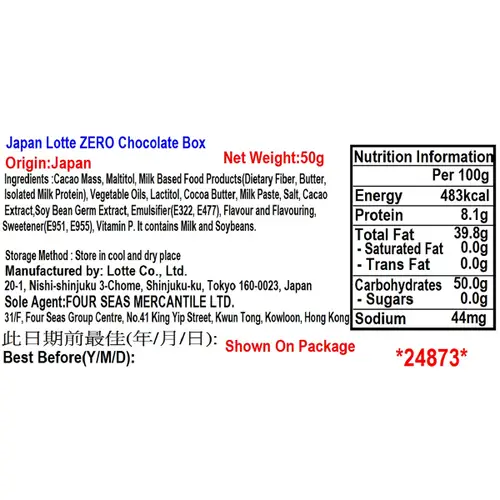 Japan Lotte ZERO Chocolate Box
Origin:Japan
Net Weight:50g
Ingredients :Cacao Mass, Maltitol, Milk Based Food Products(Dietary Fiber, Butter,
Isolated Milk Protein), Vegetable Oils, Lactitol, Cocoa Butter, Milk Paste, Salt, Cacao
Extract,Soy Bean Germ Extract, Emulsifier(E322, E477), Flavour and Flavouring,
Sweetener(E951, E955), Vitamin P. It contains Milk and Soybeans.
Storage Method : Store in cool and dry place
Manufactured by: Lotte Co., Ltd.
20-1, Nishi-shinjuku 3-Chome, Shinjuku-ku, Tokyo 160-0023, Japan
Sole Agent:FOUR SEAS MERCANTILE LTD.
31/F, Four Seas Group Centre, No.41 King Yip Street, Kwun Tong, Kowloon, Hong Kong
此日期前最佳(年/月/日):
Best Before(Y/M/D):
Shown On Package
Nutrition Information
Per 100g
Energy 483kcal
Protein 8.1g
Total Fat 39.8g
- Saturated Fat 0.0g
- Trans Fat 0.0g
Carbohydrates 50.0g
- Sugars 0.0g
Sodium 44mg
*24873*